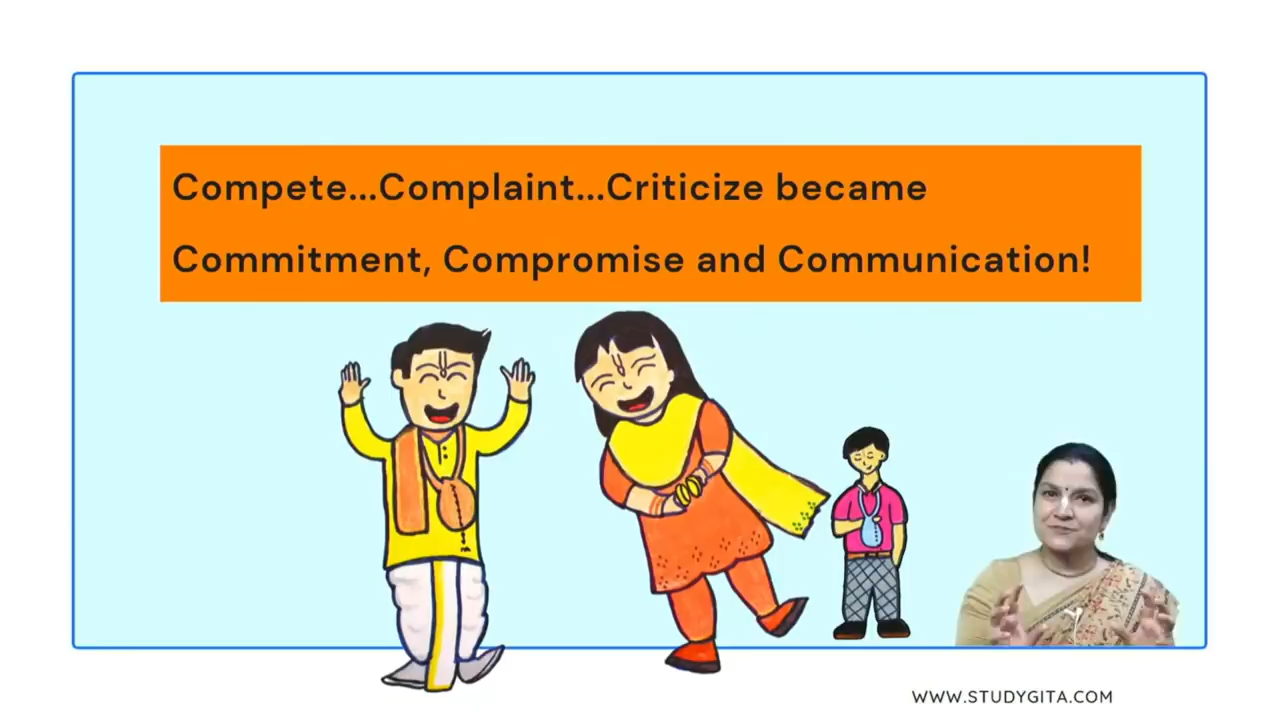 Compete...Complaint...Criticize became
Commitment, Compromise and Communication!
WWW.STUDYGITA.COM